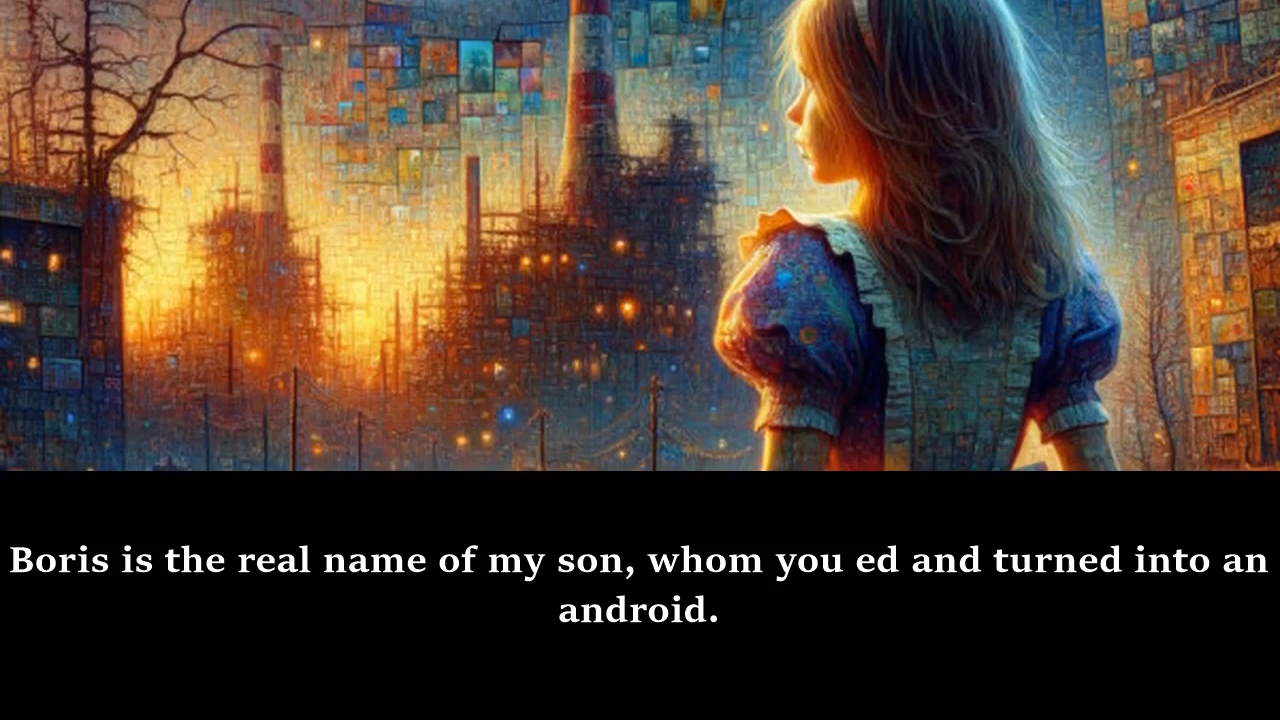 Boris is the real name of my son, whom you ed and turned into an
android.